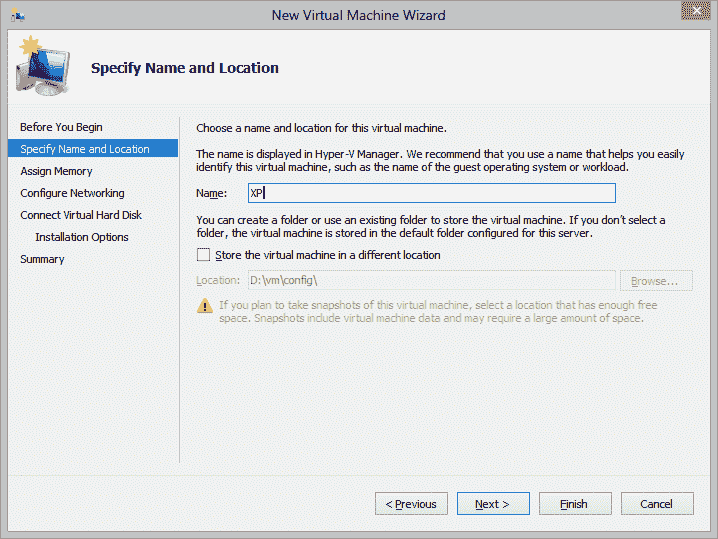 New Virtual Machine Wizard
Specify Name and Location
Before You Begin
Specify Name and Location
Assign Memory
Configure Networking
Connect Virtual Hard Disk
Installation Options
Summary
Choose a name and location for this virtual machine.
The name is displayed in Hyper-V Manager. We recommend that you use a name that helps you easily
identify this virtual machine, such as the name of the guest operating system or workload.
Name: XP
You can create a folder or use an existing folder to store the virtual machine. If you don't select a
folder, the virtual machine is stored in the default folder configured for this server.
Store the virtual machine in a different location
Location: D:\vm\config\ Browse...
If you plan to take snapshots of this virtual machine, select a location that has enough free
space. Snapshots include virtual machine data and may require a large amount of space.
< Previous Next > Finish Cancel